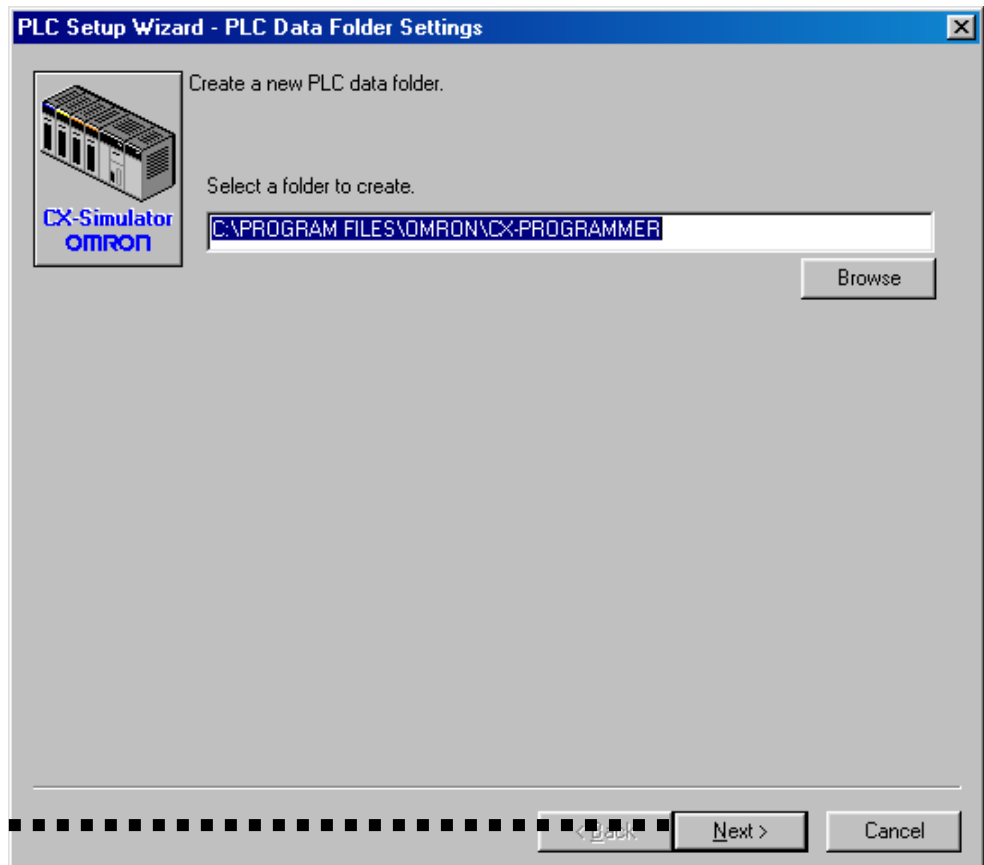 PLC Setup Wizard - PLC Data Folder Settings
Create a new PLC data folder.
Select a folder to create.
CX-Simulator
OMRON
C:\PROGRAM FILES\OMRON\CX-PROGRAMMER
Browse
< Back
Next >
Cancel